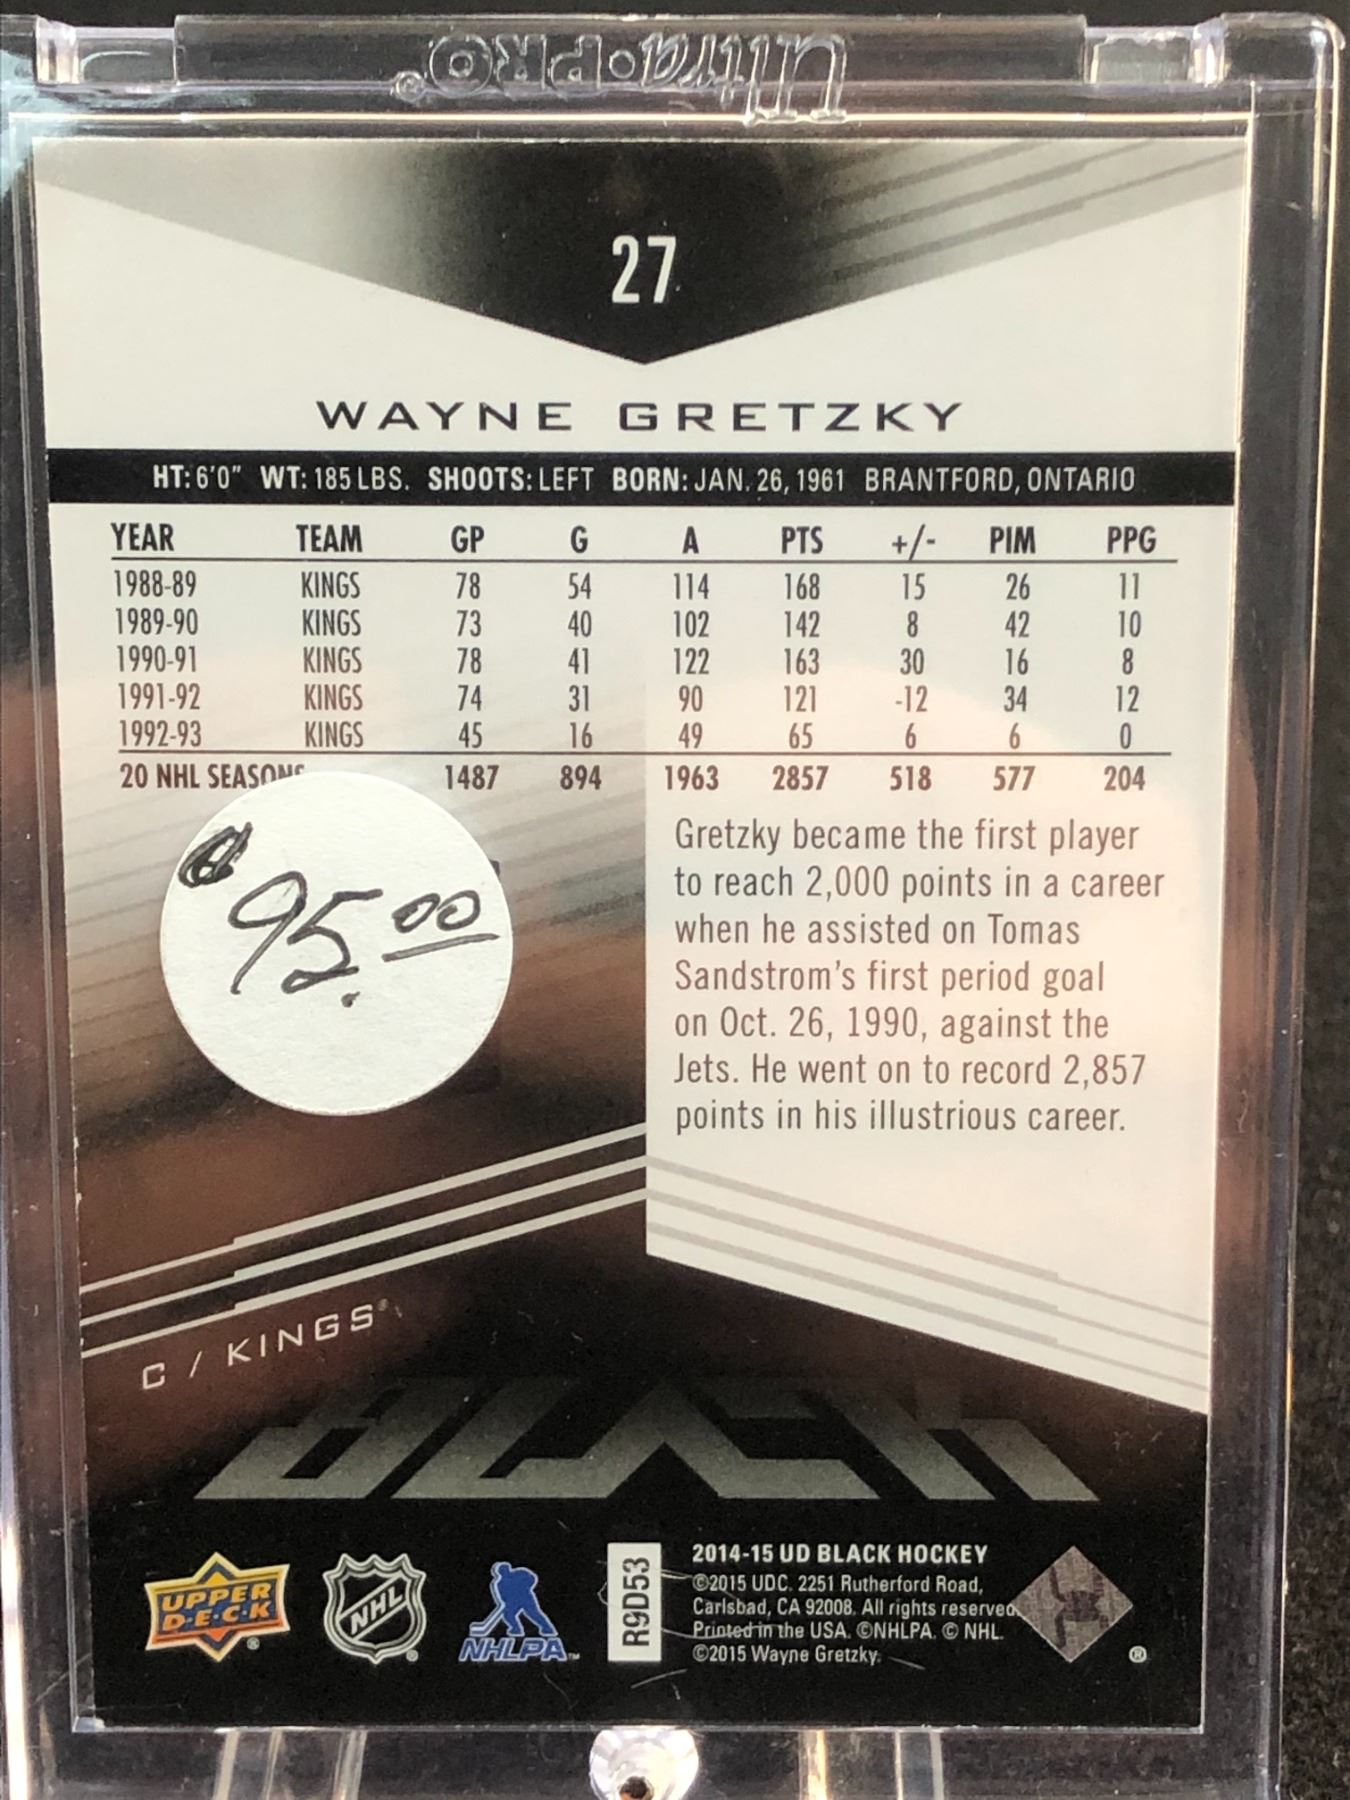 Ultra·PRO®
27
WAYNE GRETZKY
HT: 6'0" WT: 185 LBS. SHOOTS: LEFT BORN: JAN. 26, 1961 BRANTFORD, ONTARIO
YEAR TEAM GP G A PTS +/- PIM PPG
1988-89 KINGS 78 54 114 168 15 26 11
1989-90 KINGS 73 40 102 142 8 42 10
1990-91 KINGS 78 41 122 163 30 16 8
1991-92 KINGS 74 31 90 121 -12 34 12
1992-93 KINGS 45 16 49 65 6 6 0
20 NHL SEASONS 1487 894 1963 2857 518 577 204
95.00
Gretzky became the first player
to reach 2,000 points in a career
when he assisted on Tomas
Sandstrom's first period goal
on Oct. 26, 1990, against the
Jets. He went on to record 2,857
points in his illustrious career.
C / KINGS®
BLACK
UPPER
D·E·C·K®
NHL®
NHLPA™
R9D53
2014-15 UD BLACK HOCKEY
©2015 UDC. 2251 Rutherford Road,
Carlsbad, CA 92008. All rights reserved.
Printed in the USA. ©NHLPA. © NHL.
©2015 Wayne Gretzky.
®